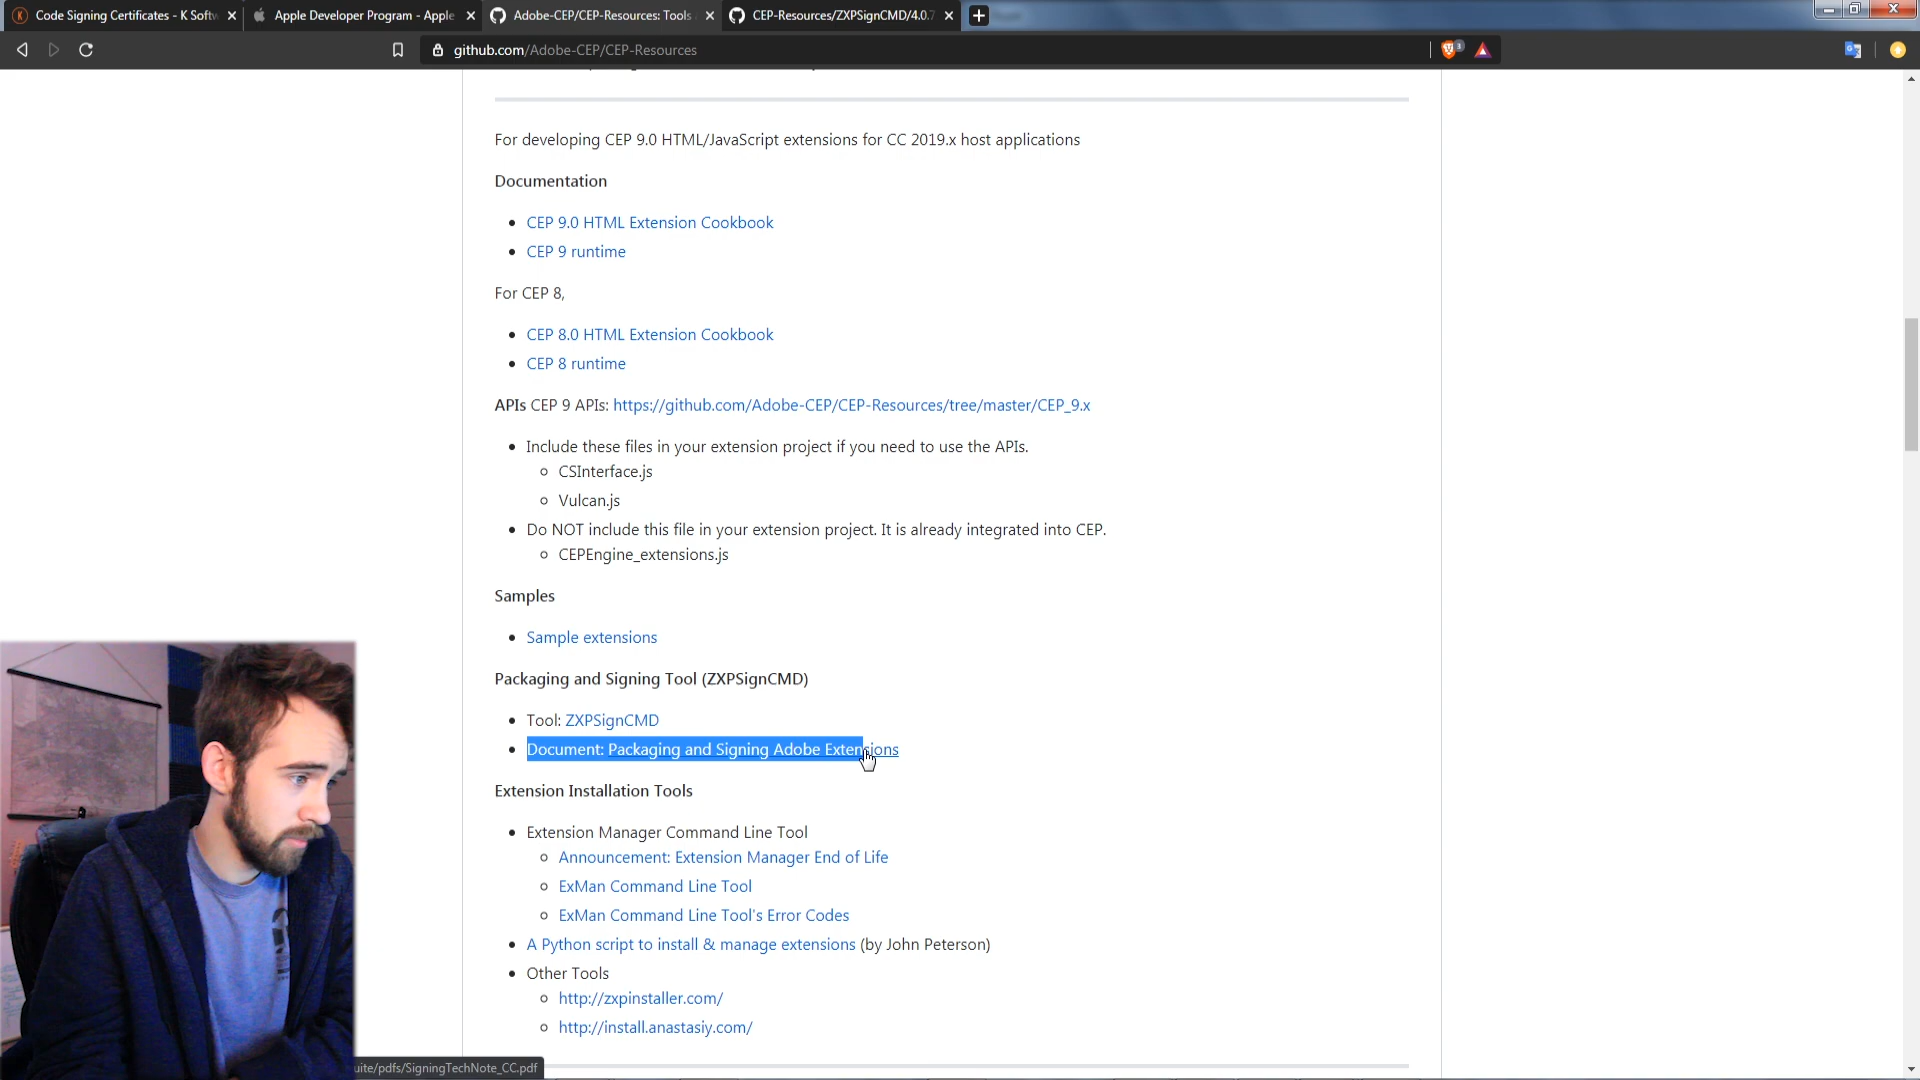 Code Signing Certificates - K Softw
Apple Developer Program - Apple
Adobe-CEP/CEP-Resources: Tools
CEP-Resources/ZXPSignCMD/4.0.7
github.com/Adobe-CEP/CEP-Resources
3
For developing CEP 9.0 HTML/JavaScript extensions for CC 2019.x host applications
Documentation
CEP 9.0 HTML Extension Cookbook
CEP 9 runtime
For CEP 8,
CEP 8.0 HTML Extension Cookbook
CEP 8 runtime
APIs CEP 9 APIs: https://github.com/Adobe-CEP/CEP-Resources/tree/master/CEP_9.x
Include these files in your extension project if you need to use the APIs.
CSInterface.js
Vulcan.js
Do NOT include this file in your extension project. It is already integrated into CEP.
CEPEngine_extensions.js
Samples
Sample extensions
Packaging and Signing Tool (ZXPSignCMD)
Tool: ZXPSignCMD
Document: Packaging and Signing Adobe Extensions
Extension Installation Tools
Extension Manager Command Line Tool
Announcement: Extension Manager End of Life
ExMan Command Line Tool
ExMan Command Line Tool's Error Codes
A Python script to install & manage extensions (by John Peterson)
Other Tools
http://zxpinstaller.com/
http://install.anastasiy.com/
uite/pdfs/SigningTechNote_CC.pdf